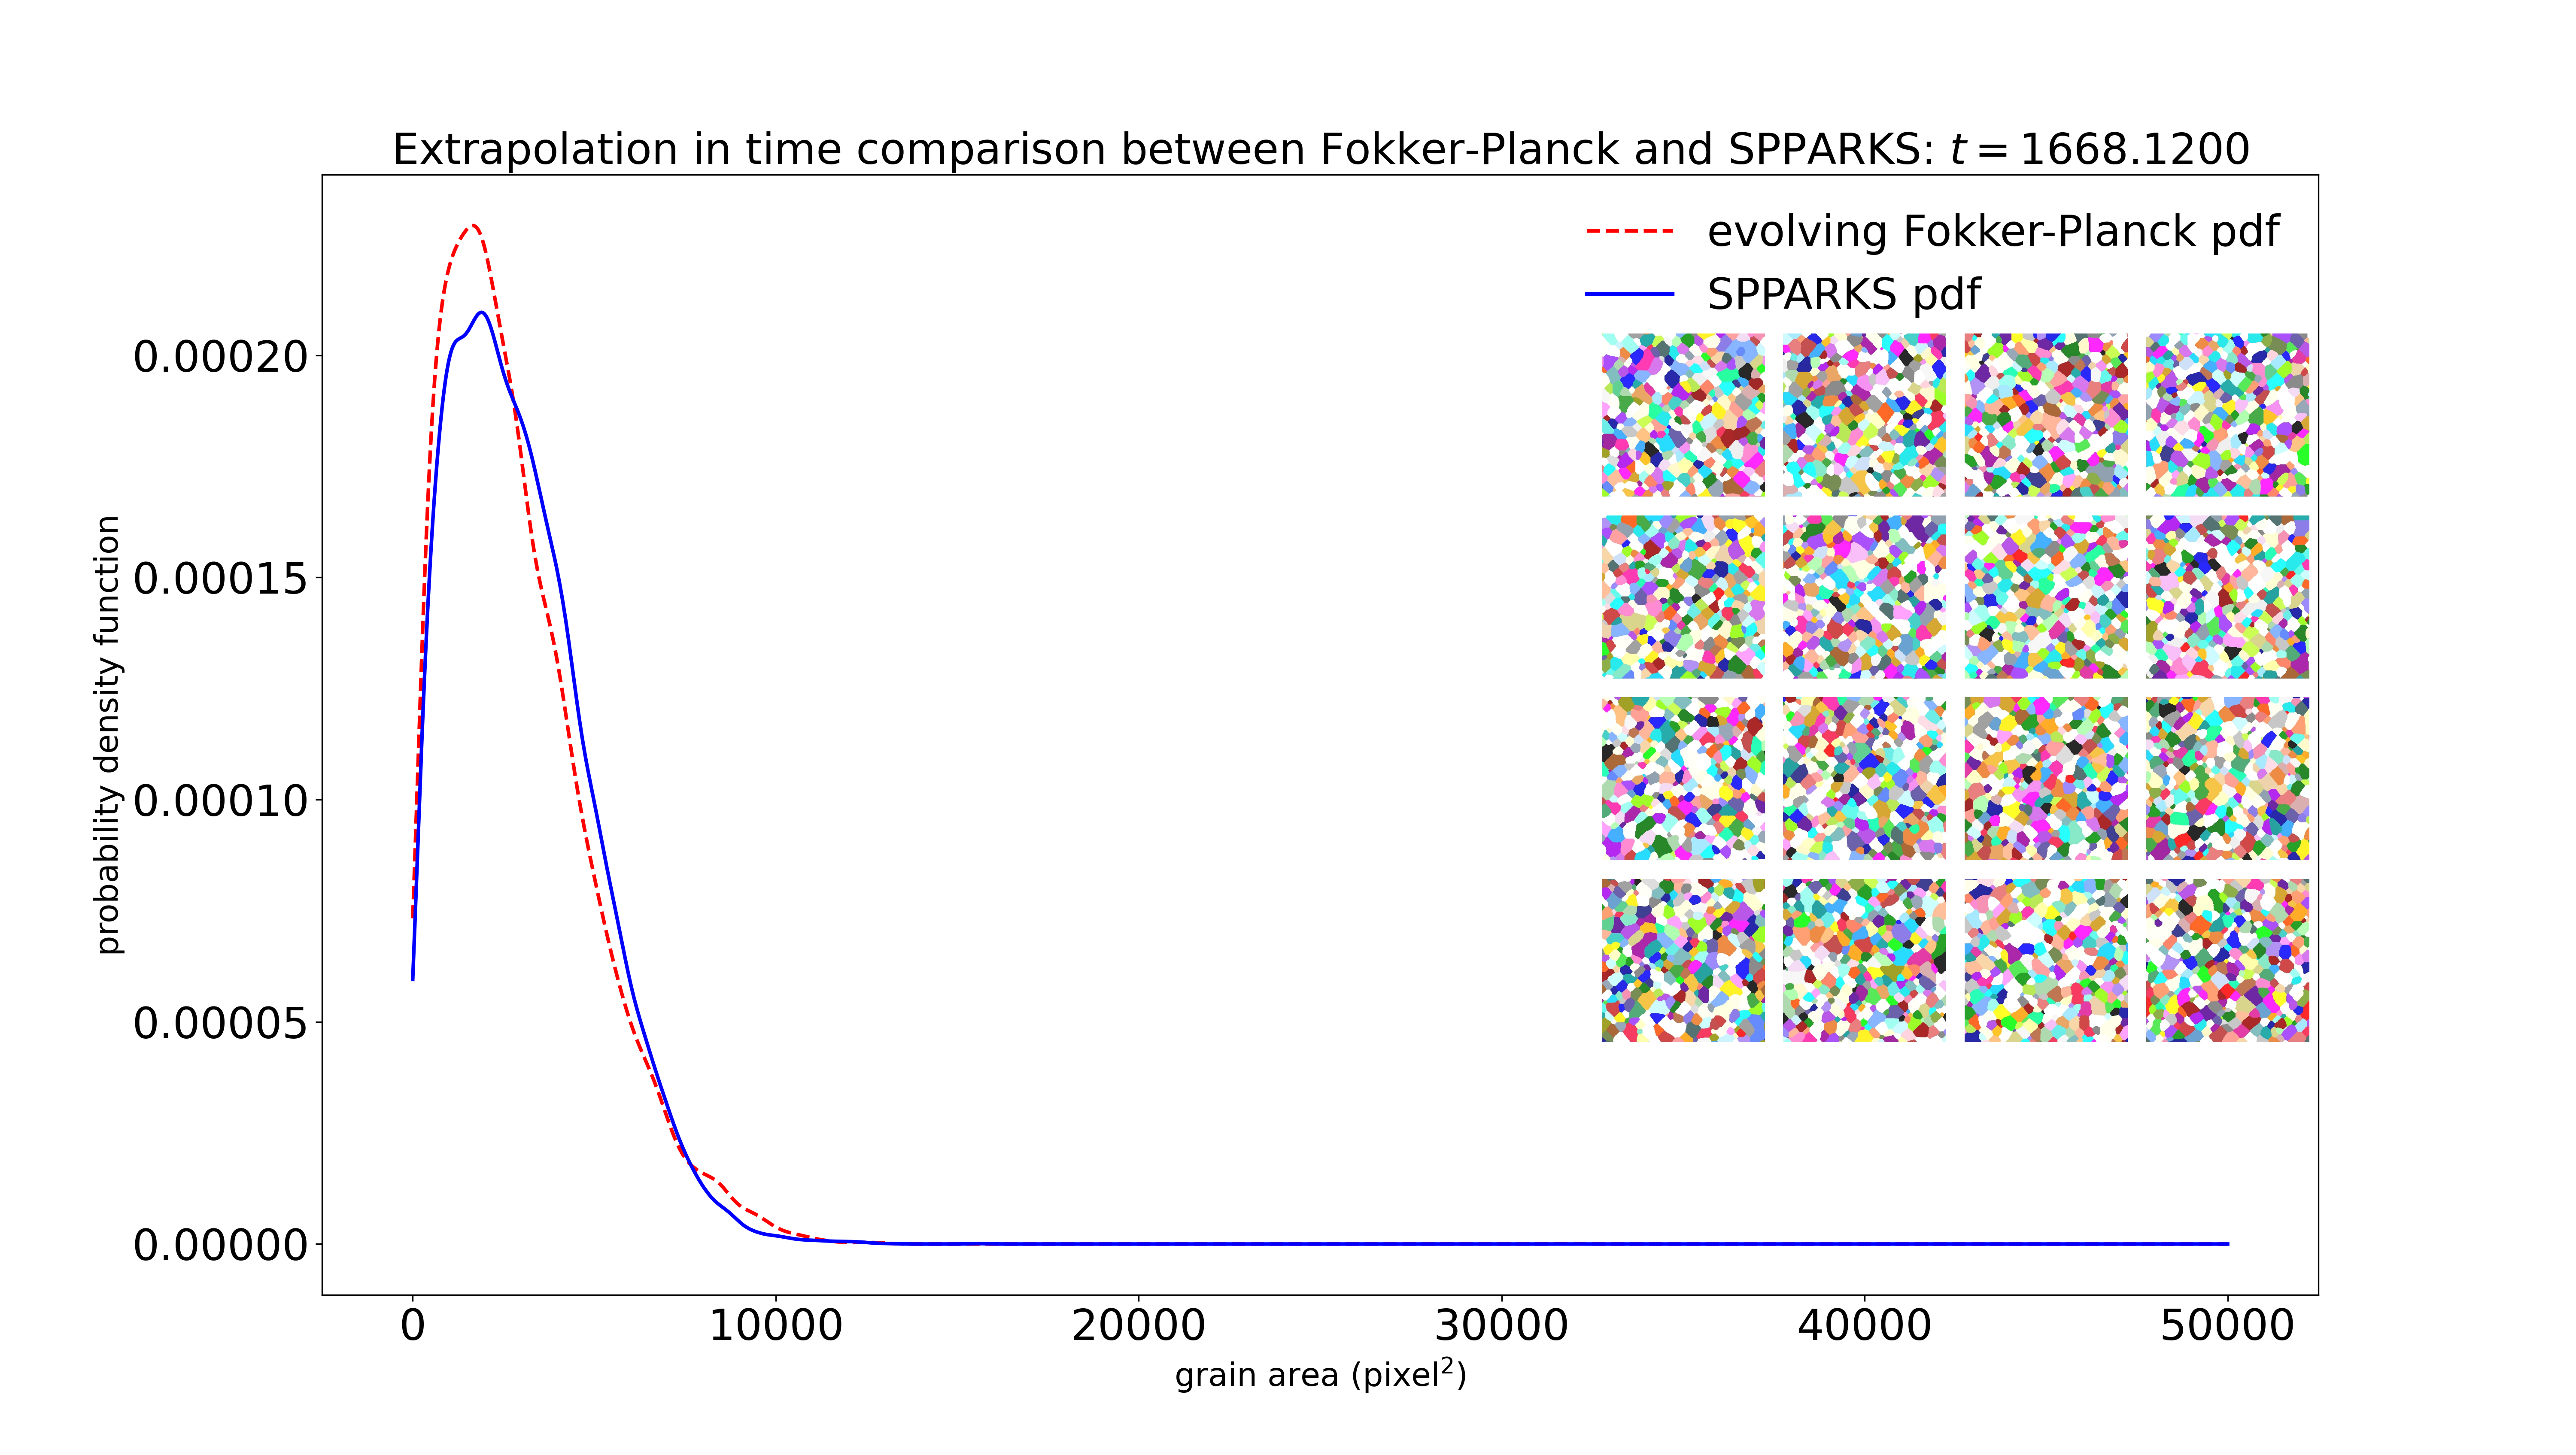 Extrapolation in time comparison between Fokker-Planck and SPPARKS: t = 1668.1200
evolving Fokker-Planck pdf
SPPARKS pdf
probability density function
0.00020
0.00015
0.00010
0.00005
0.00000
0 10000 20000 30000 40000 50000
grain area (pixel²)